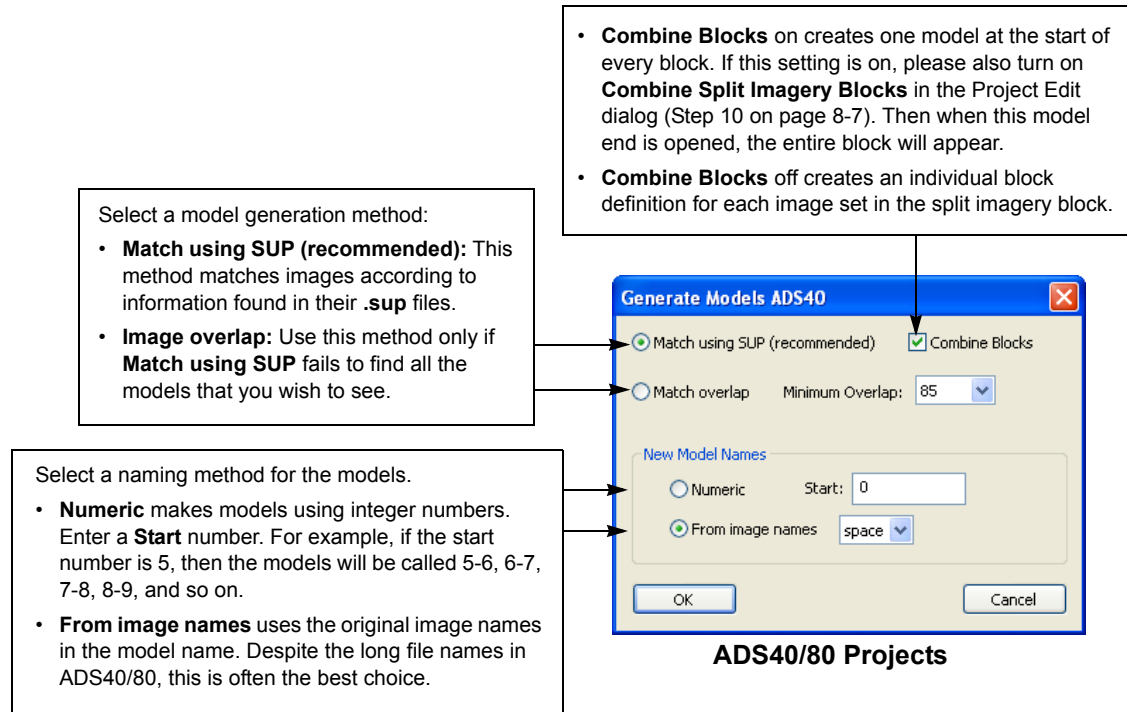 • Combine Blocks on creates one model at the start of
every block. If this setting is on, please also turn on
Combine Split Imagery Blocks in the Project Edit
dialog (Step 10 on page 8-7). Then when this model
end is opened, the entire block will appear.
• Combine Blocks off creates an individual block
definition for each image set in the split imagery block.
Select a model generation method:
• Match using SUP (recommended): This
method matches images according to
information found in their .sup files.
• Image overlap: Use this method only if
Match using SUP fails to find all the
models that you wish to see.
Select a naming method for the models.
• Numeric makes models using integer numbers.
Enter a Start number. For example, if the start
number is 5, then the models will be called 5-6, 6-7,
7-8, 8-9, and so on.
• From image names uses the original image names
in the model name. Despite the long file names in
ADS40/80, this is often the best choice.
Generate Models ADS40
Match using SUP (recommended) Combine Blocks
Match overlap Minimum Overlap: 85
New Model Names
Numeric Start: 0
From image names space
OK Cancel
ADS40/80 Projects